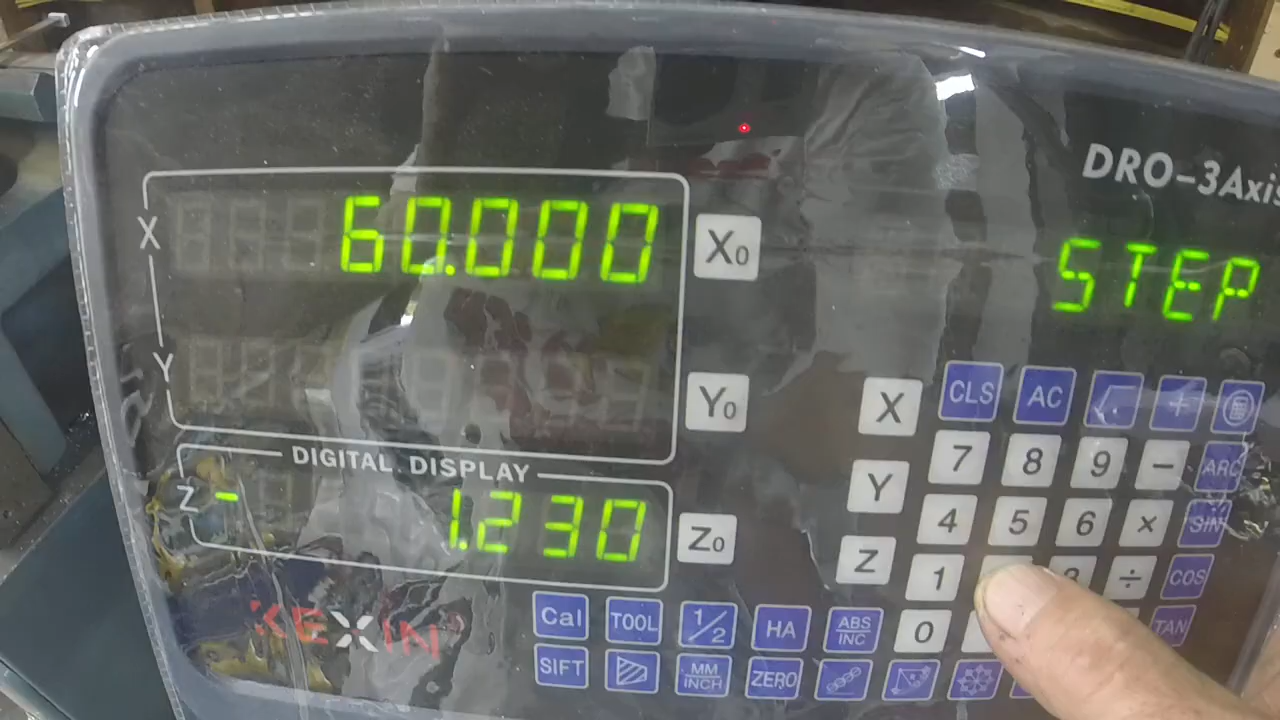 DRO-3Axis
X 60.000 X0
STEP
Y Y0
X CLS AC +
DIGITAL DISPLAY
7 8 9 − ARC
Z - 1.230 Z0
Y 4 5 6 × SIN
Z 1 3 ÷ COS
KEXIN
Cal TOOL 1/2 HA ABS/INC 0 TAN
SIFT MM/INCH ZERO